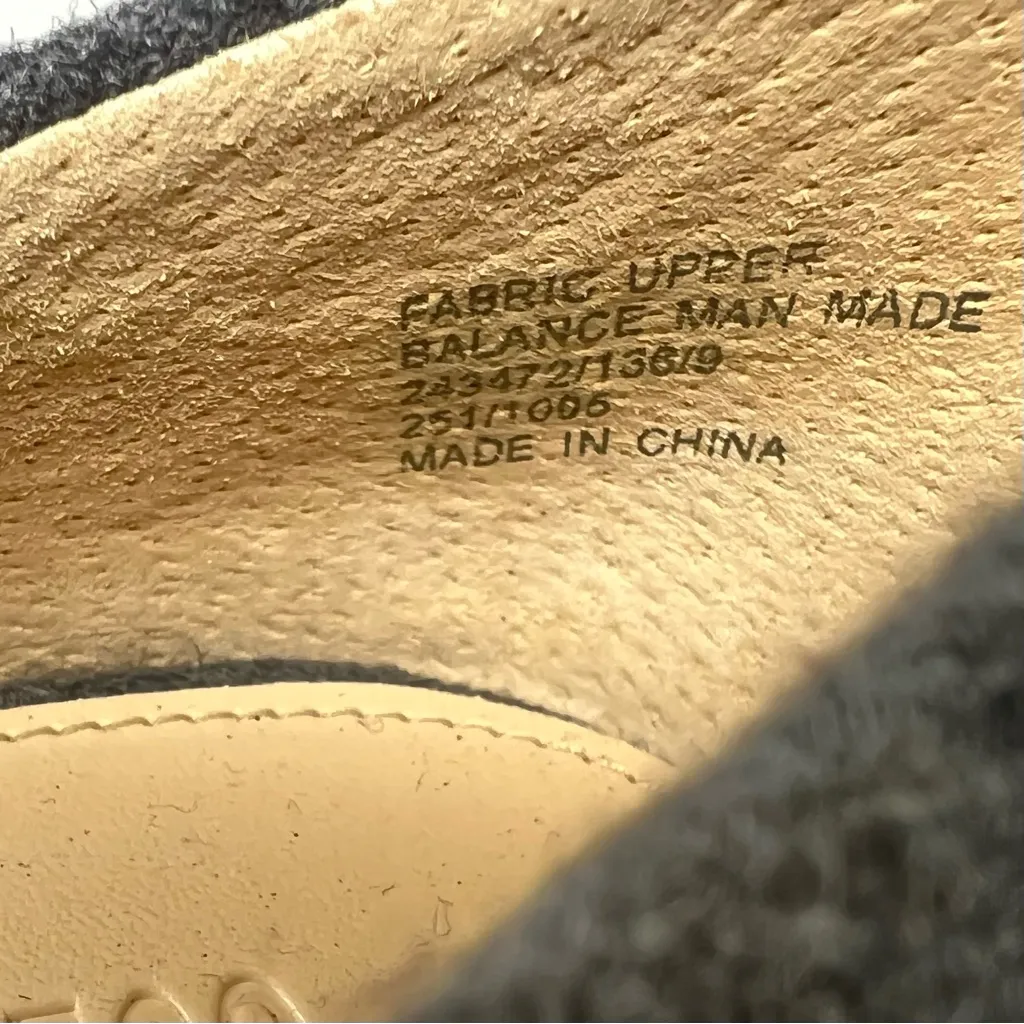 FABRIC UPPER
BALANCE MAN MADE
243472/136/9
251/1006
MADE IN CHINA